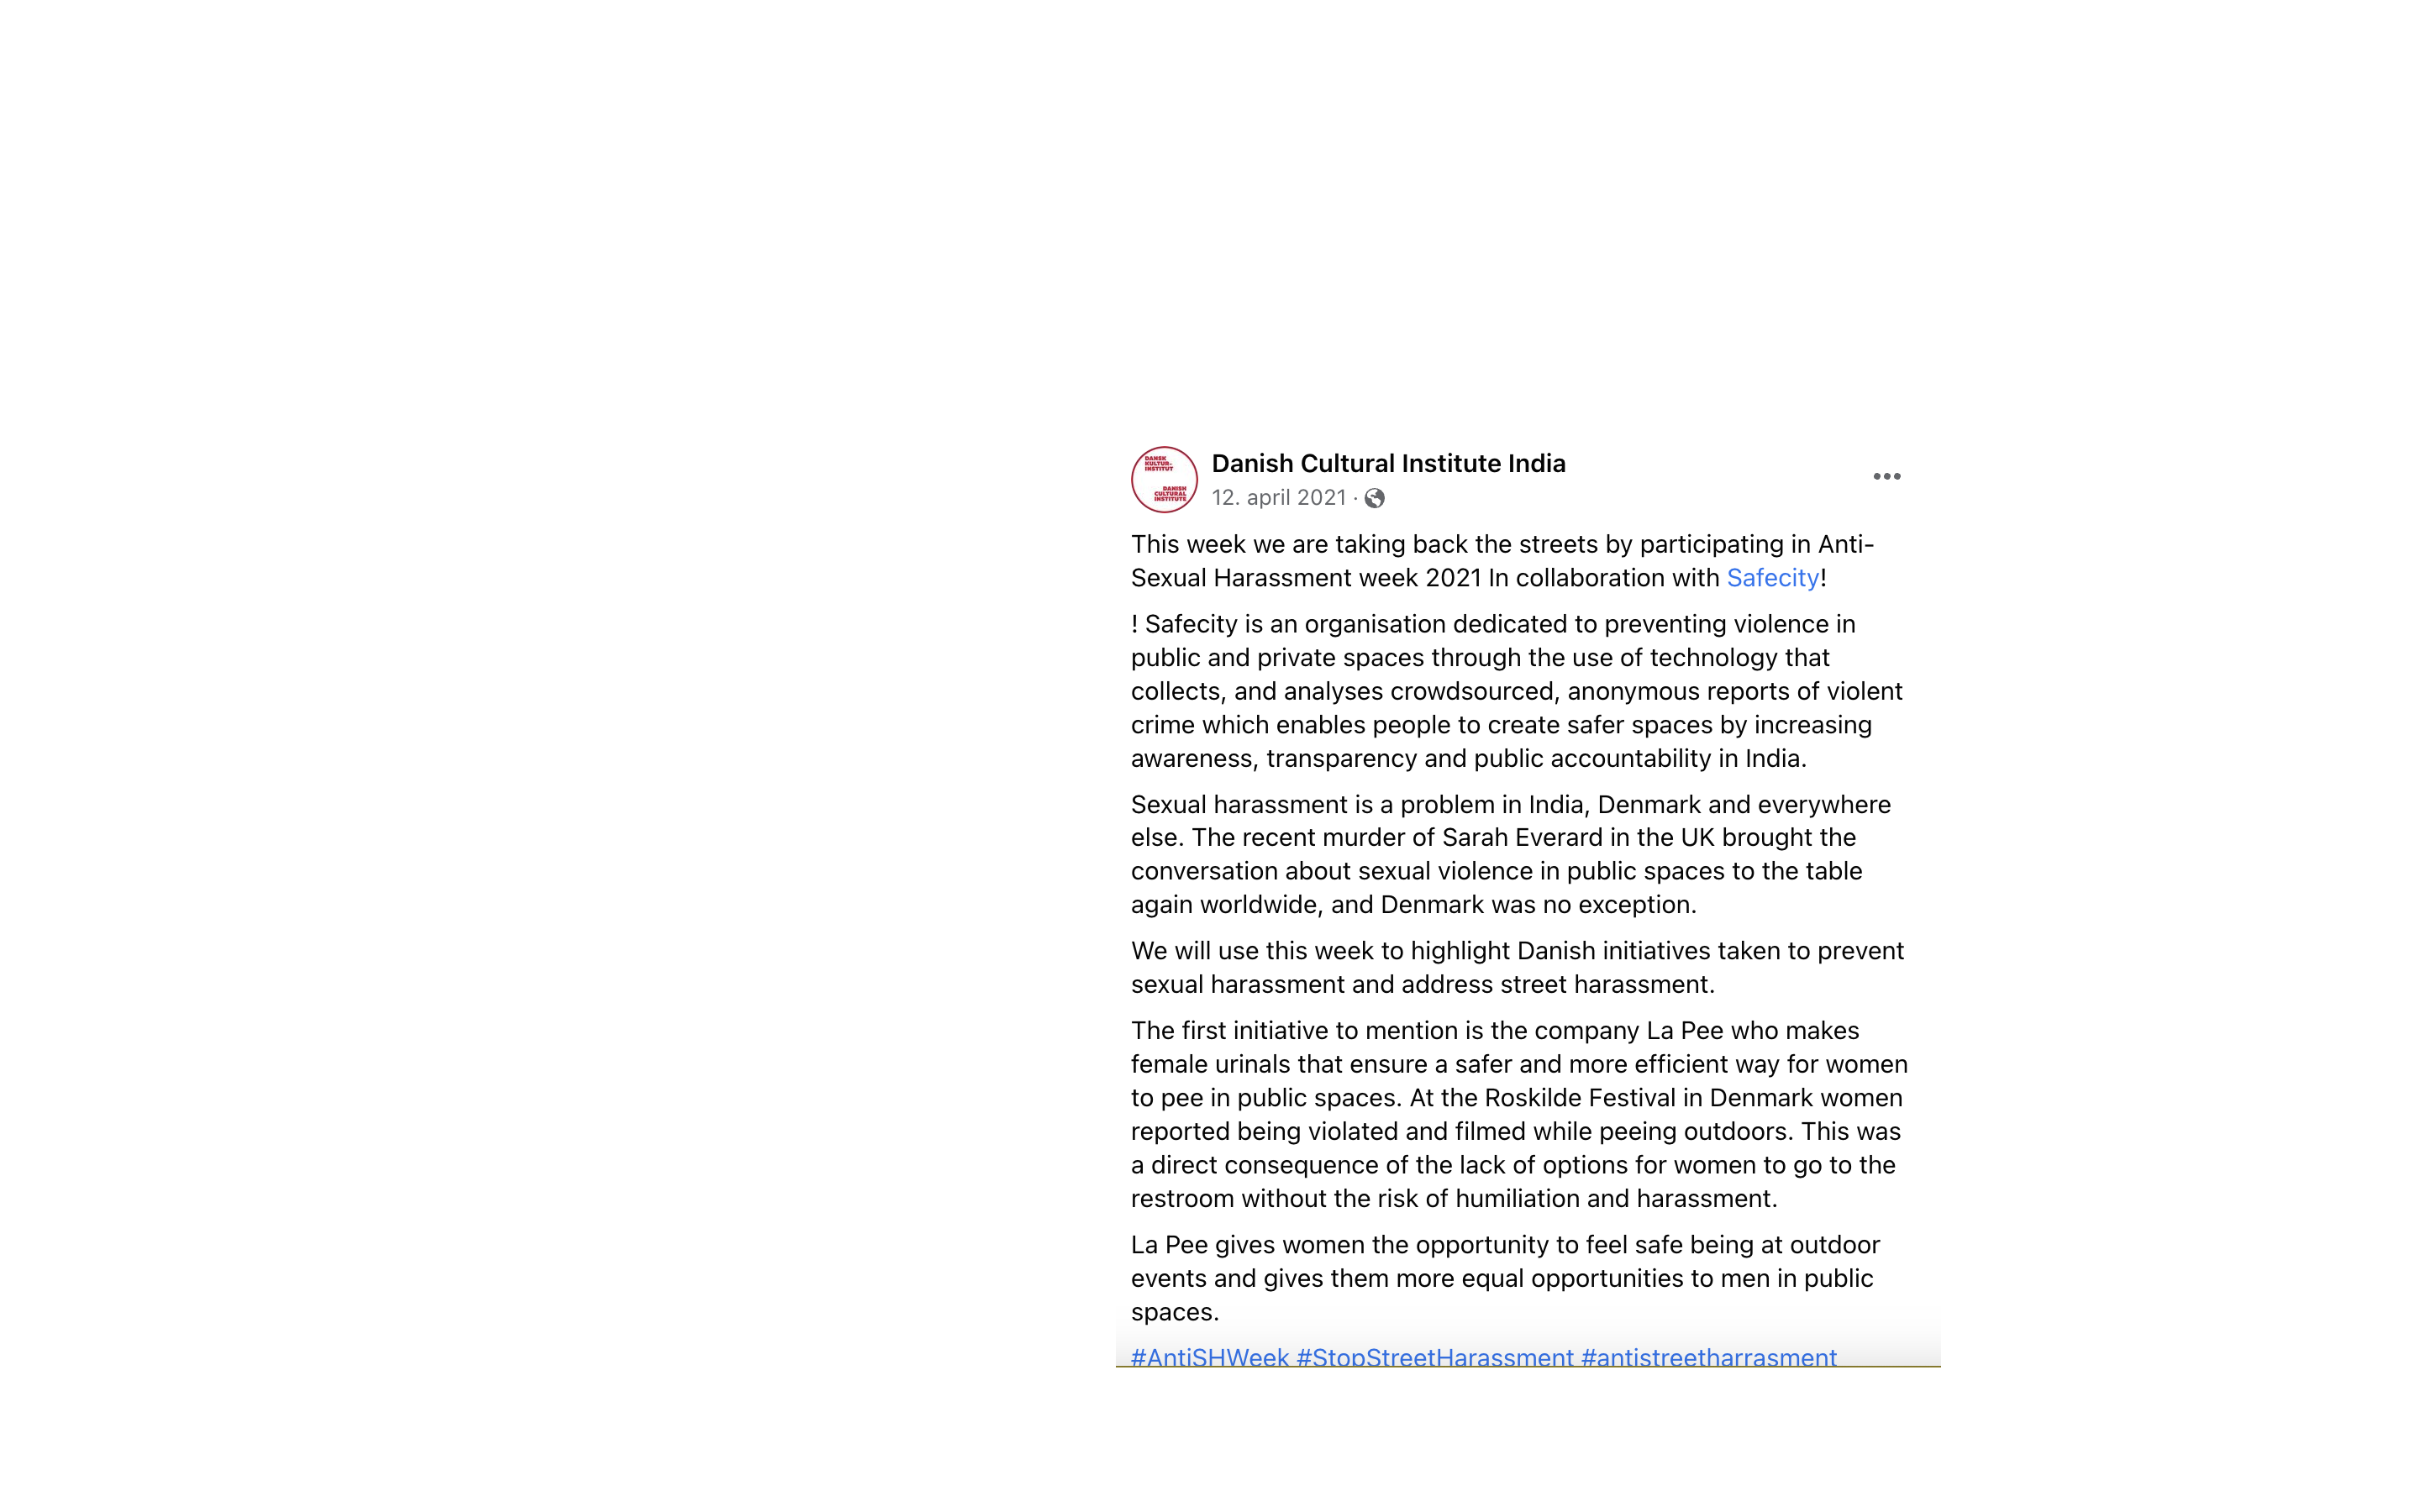 DANSK
KULTUR-
INSTITUT
DANISH
CULTURAL
INSTITUTE
Danish Cultural Institute India
12. april 2021 ·
This week we are taking back the streets by participating in Anti-
Sexual Harassment week 2021 In collaboration with Safecity!
! Safecity is an organisation dedicated to preventing violence in
public and private spaces through the use of technology that
collects, and analyses crowdsourced, anonymous reports of violent
crime which enables people to create safer spaces by increasing
awareness, transparency and public accountability in India.
Sexual harassment is a problem in India, Denmark and everywhere
else. The recent murder of Sarah Everard in the UK brought the
conversation about sexual violence in public spaces to the table
again worldwide, and Denmark was no exception.
We will use this week to highlight Danish initiatives taken to prevent
sexual harassment and address street harassment.
The first initiative to mention is the company La Pee who makes
female urinals that ensure a safer and more efficient way for women
to pee in public spaces. At the Roskilde Festival in Denmark women
reported being violated and filmed while peeing outdoors. This was
a direct consequence of the lack of options for women to go to the
restroom without the risk of humiliation and harassment.
La Pee gives women the opportunity to feel safe being at outdoor
events and gives them more equal opportunities to men in public
spaces.
#AntiSHWeek #StopStreetHarassment #antistreetharrasment